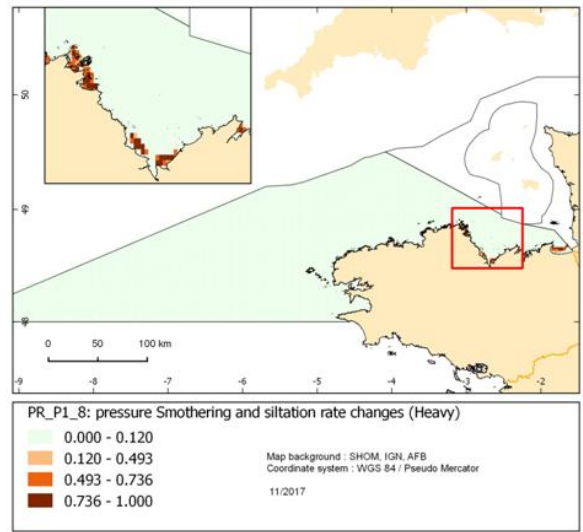 50
49
48
0
50
100 km
-9
-8
-7
-6
-5
-4
-3
-2
PR_P1_8: pressure Smothering and siltation rate changes (Heavy)
0.000 - 0.120
0.120 - 0.493
0.493 - 0.736
0.736 - 1.000
Map background : SHOM, IGN, AFB
Coordinate system : WGS 84 / Pseudo Mercator
11/2017